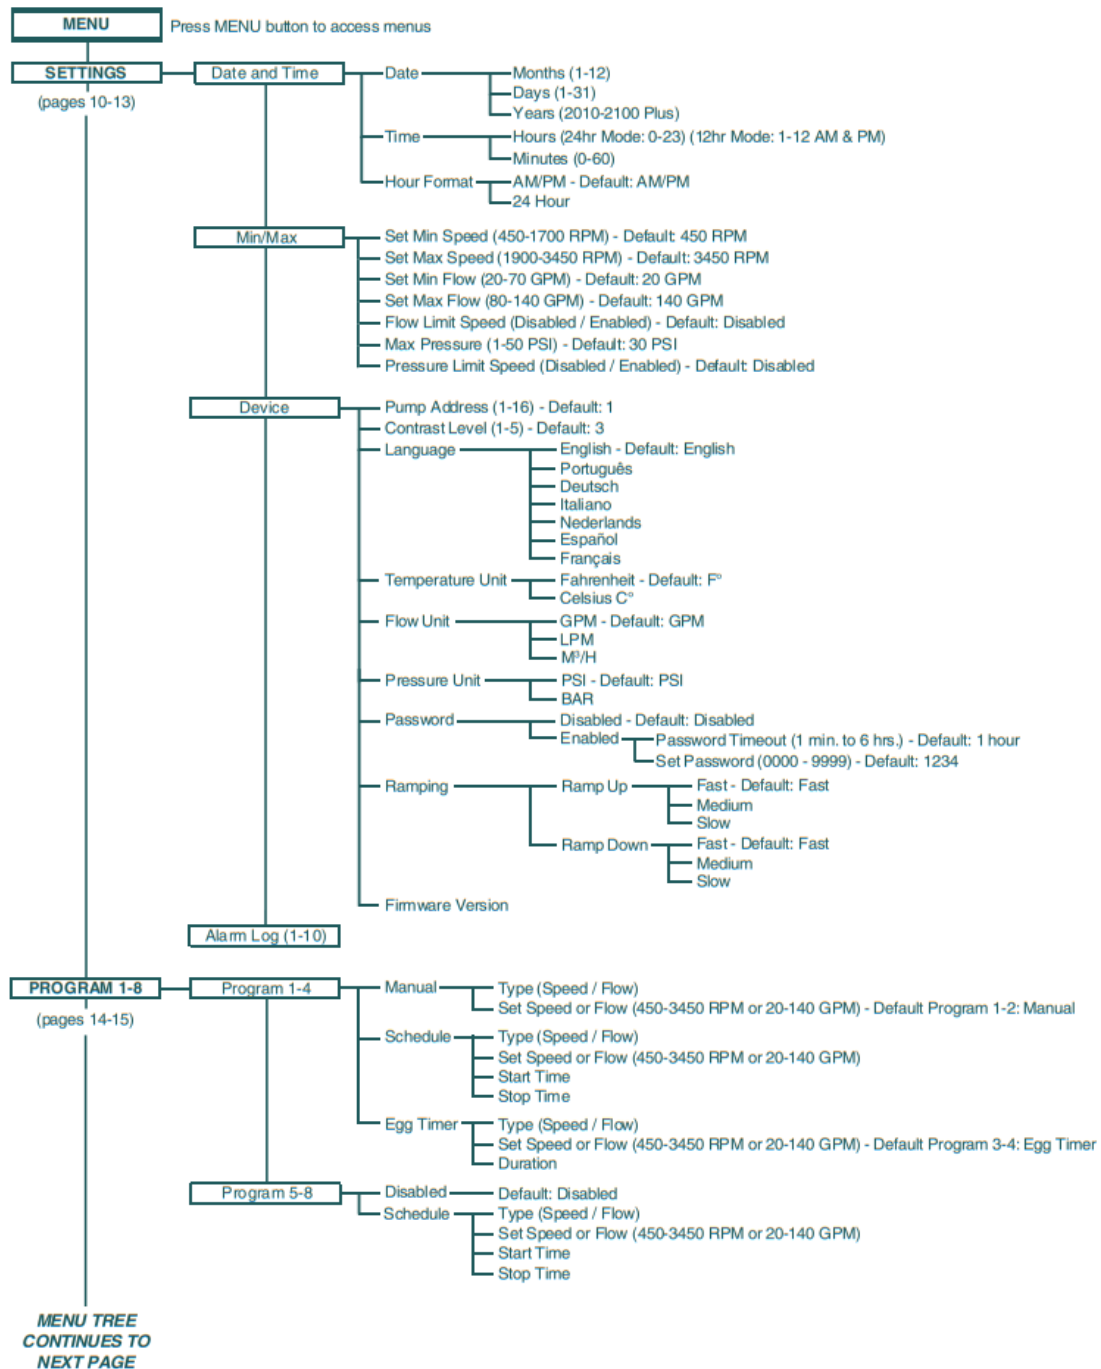 MENU Press MENU button to access menus
SETTINGS Date and Time Date Months (1-12)
(pages 10-13) Days (1-31)
Years (2010-2100 Plus)
Time Hours (24hr Mode: 0-23) (12hr Mode: 1-12 AM & PM)
Minutes (0-60)
Hour Format AM/PM - Default: AM/PM
24 Hour
Min/Max Set Min Speed (450-1700 RPM) - Default: 450 RPM
Set Max Speed (1900-3450 RPM) - Default: 3450 RPM
Set Min Flow (20-70 GPM) - Default: 20 GPM
Set Max Flow (80-140 GPM) - Default: 140 GPM
Flow Limit Speed (Disabled / Enabled) - Default: Disabled
Max Pressure (1-50 PSI) - Default: 30 PSI
Pressure Limit Speed (Disabled / Enabled) - Default: Disabled
Device Pump Address (1-16) - Default: 1
Contrast Level (1-5) - Default: 3
Language English - Default: English
Português
Deutsch
Italiano
Nederlands
Español
Français
Temperature Unit Fahrenheit - Default: F°
Celsius C°
Flow Unit GPM - Default: GPM
LPM
M³/H
Pressure Unit PSI - Default: PSI
BAR
Password Disabled - Default: Disabled
Enabled Password Timeout (1 min. to 6 hrs.) - Default: 1 hour
Set Password (0000 - 9999) - Default: 1234
Ramping Ramp Up Fast - Default: Fast
Medium
Slow
Ramp Down Fast - Default: Fast
Medium
Slow
Firmware Version
Alarm Log (1-10)
PROGRAM 1-8 Program 1-4 Manual Type (Speed / Flow)
(pages 14-15) Set Speed or Flow (450-3450 RPM or 20-140 GPM) - Default Program 1-2: Manual
Schedule Type (Speed / Flow)
Set Speed or Flow (450-3450 RPM or 20-140 GPM)
Start Time
Stop Time
Egg Timer Type (Speed / Flow)
Set Speed or Flow (450-3450 RPM or 20-140 GPM) - Default Program 3-4: Egg Timer
Duration
Program 5-8 Disabled Default: Disabled
Schedule Type (Speed / Flow)
Set Speed or Flow (450-3450 RPM or 20-140 GPM)
Start Time
Stop Time
MENU TREE
CONTINUES TO
NEXT PAGE